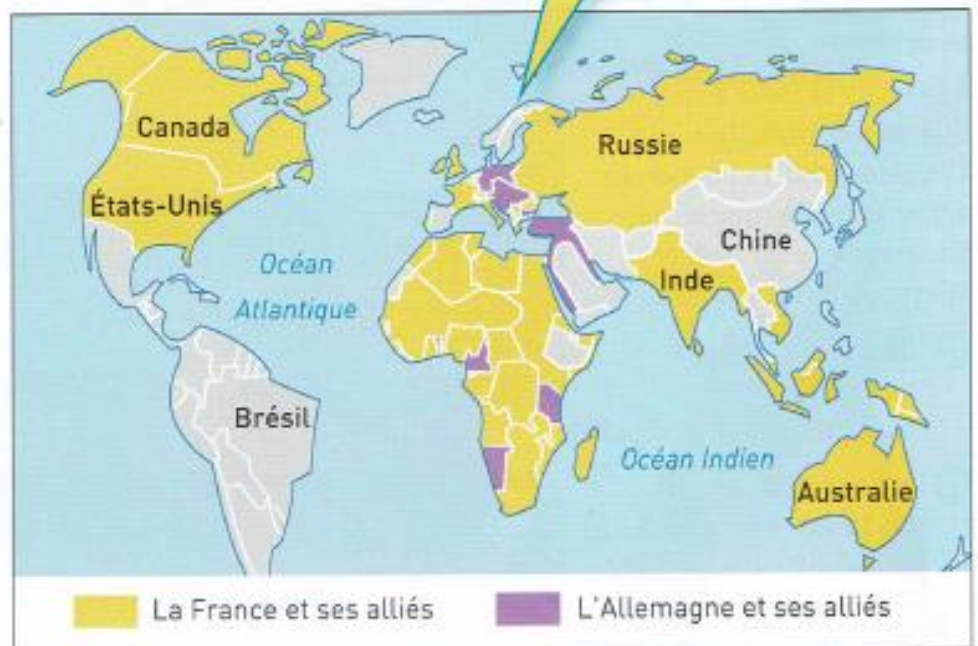 Canada
Russie
États-Unis
Chine
Océan
Atlantique
Inde
Brésil
Océan Indien
Australie
La France et ses alliés
L'Allemagne et ses alliés